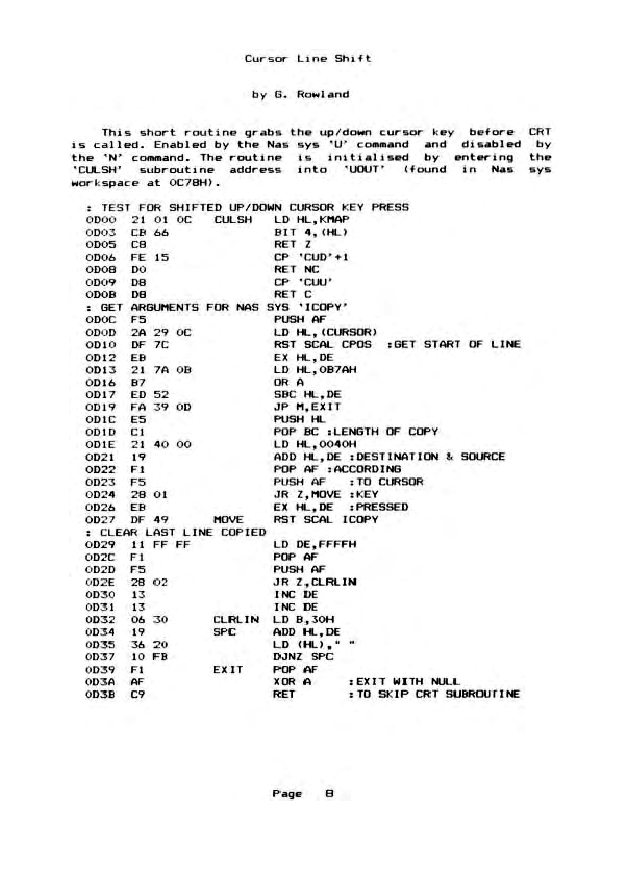 Cursor Line Shift
by G. Rowland
This short routine grabs the up/down cursor key before CRT
is called. Enabled by the Nas sys 'U' command and disabled by
the 'N' command. The routine is initialised by entering the
'CULSH' subroutine address into 'UOUT' (found in Nas sys
workspace at 0C78H).
: TEST FOR SHIFTED UP/DOWN CURSOR KEY PRESS
0D00 21 01 0C CULSH LD HL,KMAP
0D03 CB 66 BIT 4,(HL)
0D05 C8 RET Z
0D06 FE 15 CP 'CUD'+1
0D08 D0 RET NC
0D09 D8 CP 'CUU'
0D0B D8 RET C
: GET ARGUMENTS FOR NAS SYS 'ICOPY'
0D0C F5 PUSH AF
0D0D 2A 29 0C LD HL,(CURSOR)
0D10 DF 7C RST SCAL CPOS :GET START OF LINE
0D12 EB EX HL,DE
0D13 21 7A 0B LD HL,0B7AH
0D16 B7 OR A
0D17 ED 52 SBC HL,DE
0D19 FA 39 0D JP M,EXIT
0D1C E5 PUSH HL
0D1D C1 POP BC :LENGTH OF COPY
0D1E 21 40 00 LD HL,0040H
0D21 19 ADD HL,DE :DESTINATION & SOURCE
0D22 F1 POP AF :ACCORDING
0D23 F5 PUSH AF :TO CURSOR
0D24 28 01 JR Z,MOVE :KEY
0D26 EB EX HL,DE :PRESSED
0D27 DF 49 MOVE RST SCAL ICOPY
: CLEAR LAST LINE COPIED
0D29 11 FF FF LD DE,FFFFH
0D2C F1 POP AF
0D2D F5 PUSH AF
0D2E 28 02 JR Z,CLRLIN
0D30 13 INC DE
0D31 13 INC DE
0D32 06 30 CLRLIN LD B,30H
0D34 19 SPC ADD HL,DE
0D35 36 20 LD (HL)," "
0D37 10 FB DJNZ SPC
0D39 F1 EXIT POP AF
0D3A AF XOR A :EXIT WITH NULL
0D3B C9 RET :TO SKIP CRT SUBROUTINE
Page 8